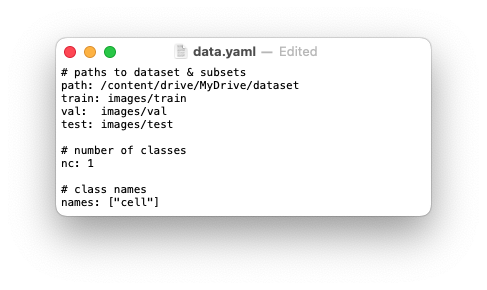 data.yaml — Edited
# paths to dataset & subsets
path: /content/drive/MyDrive/dataset
train: images/train
val:  images/val
test: images/test

# number of classes
nc: 1

# class names
names: ["cell"]